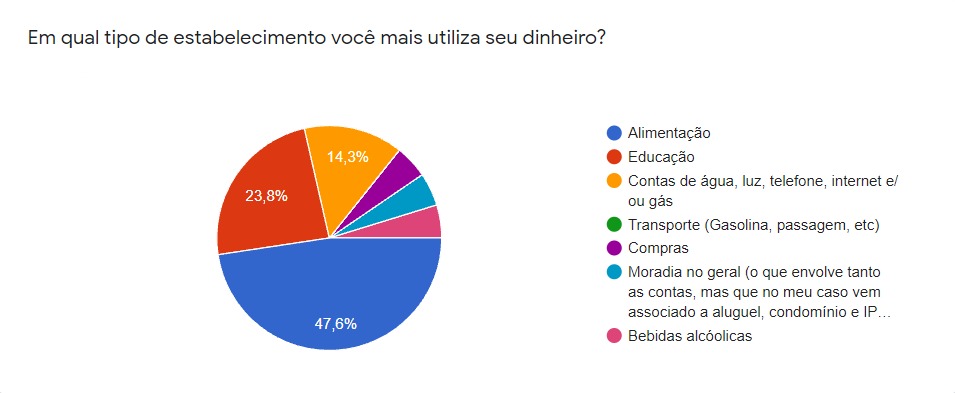 Em qual tipo de estabelecimento você mais utiliza seu dinheiro?
14,3%
23,8%
47,6%
Alimentação
Educação
Contas de água, luz, telefone, internet e/
ou gás
Transporte (Gasolina, passagem, etc)
Compras
Moradia no geral (o que envolve tanto
as contas, mas que no meu caso vem
associado a aluguel, condomínio e IP…
Bebidas alcóolicas